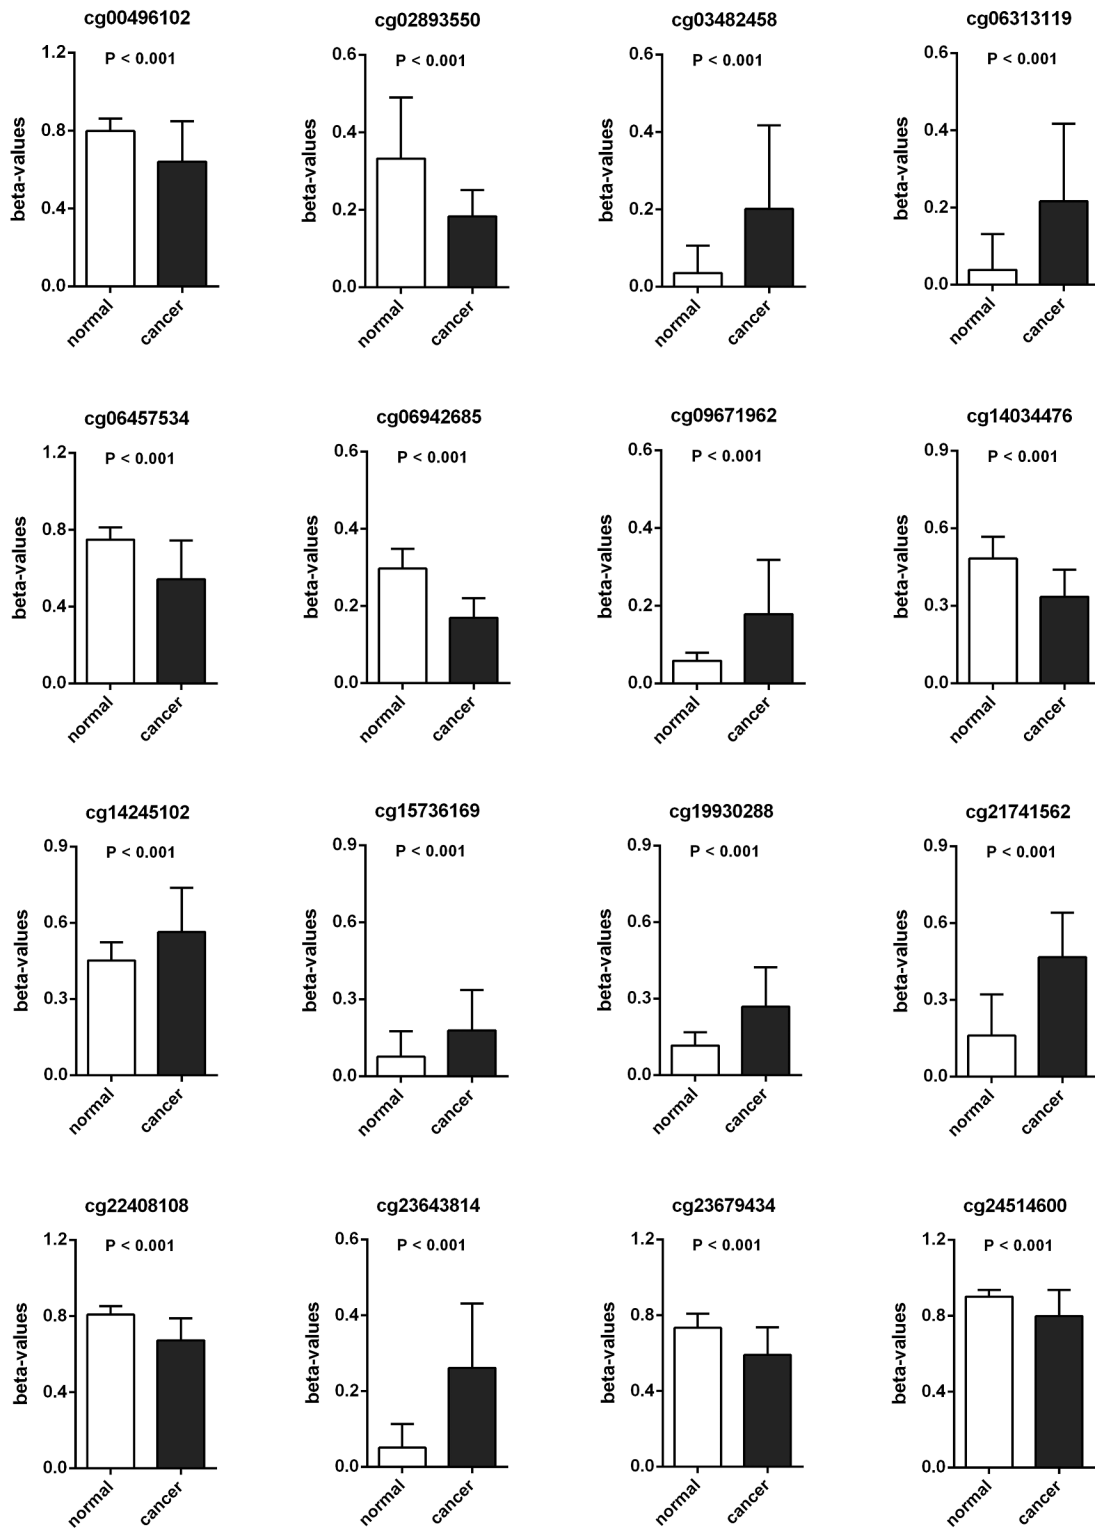 cg00496102
P < 0.001
beta-values
1.2
0.8
0.4
0.0
normal
cancer
cg02893550
P < 0.001
beta-values
0.6
0.4
0.2
0.0
normal
cancer
cg03482458
P < 0.001
beta-values
0.6
0.4
0.2
0.0
normal
cancer
cg06313119
P < 0.001
beta-values
0.6
0.4
0.2
0.0
normal
cancer
cg06457534
P < 0.001
beta-values
1.2
0.8
0.4
0.0
normal
cancer
cg06942685
P < 0.001
beta-values
0.6
0.4
0.2
0.0
normal
cancer
cg09671962
P < 0.001
beta-values
0.6
0.4
0.2
0.0
normal
cancer
cg14034476
P < 0.001
beta-values
0.9
0.6
0.3
0.0
normal
cancer
cg14245102
P < 0.001
beta-values
0.9
0.6
0.3
0.0
normal
cancer
cg15736169
P < 0.001
beta-values
0.9
0.6
0.3
0.0
normal
cancer
cg19930288
P < 0.001
beta-values
0.9
0.6
0.3
0.0
normal
cancer
cg21741562
P < 0.001
beta-values
0.9
0.6
0.3
0.0
normal
cancer
cg22408108
P < 0.001
beta-values
1.2
0.8
0.4
0.0
normal
cancer
cg23643814
P < 0.001
beta-values
0.6
0.4
0.2
0.0
normal
cancer
cg23679434
P < 0.001
beta-values
1.2
0.8
0.4
0.0
normal
cancer
cg24514600
P < 0.001
beta-values
1.2
0.8
0.4
0.0
normal
cancer